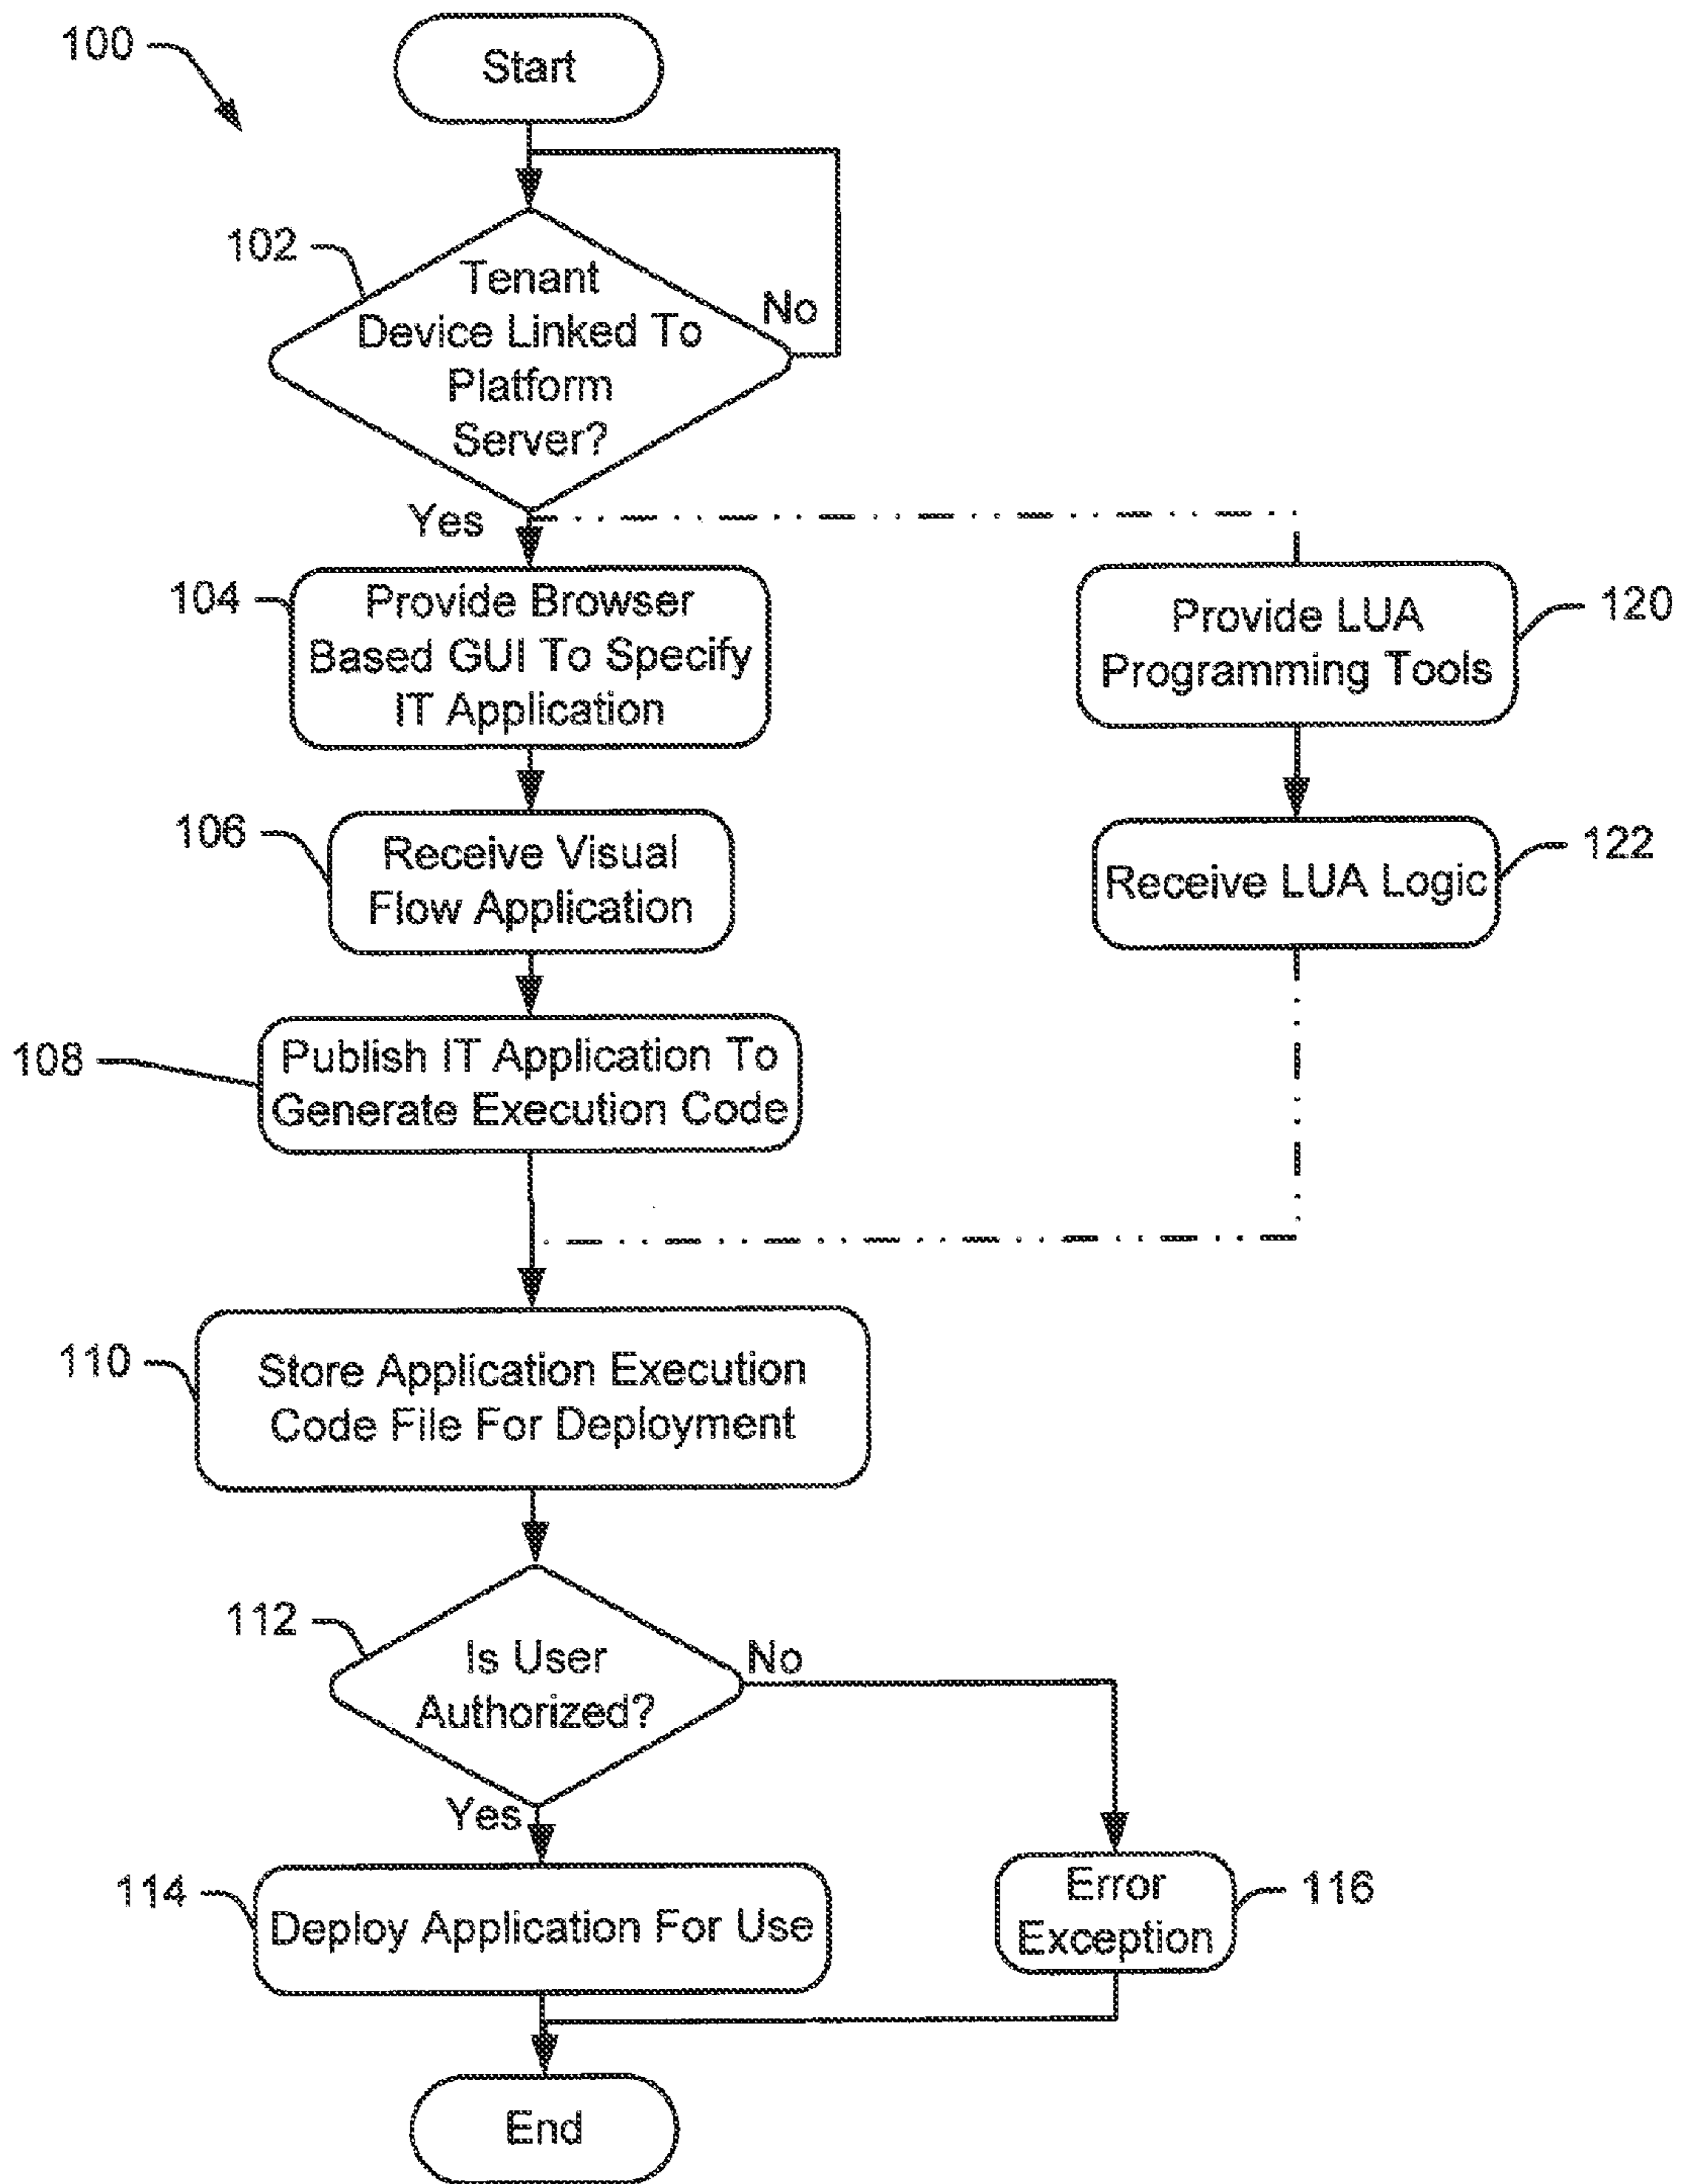 100
Start
102
Tenant
Device Linked To
Platform
Server?
No
Yes
104
Provide Browser
Based GUI To Specify
IT Application
Provide LUA
Programming Tools
120
106
Receive Visual
Flow Application
Receive LUA Logic
122
108
Publish IT Application To
Generate Execution Code
110
Store Application Execution
Code File For Deployment
112
Is User
Authorized?
No
Yes
114
Deploy Application For Use
Error
Exception
116
End